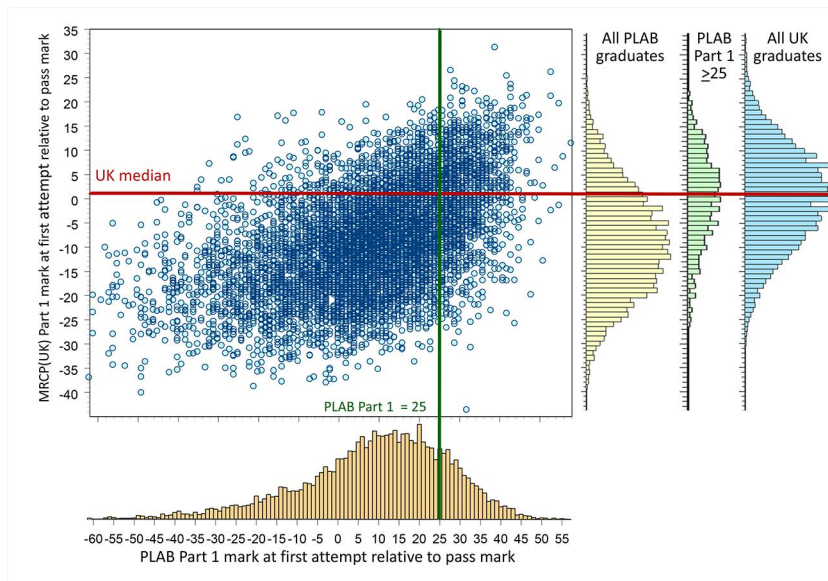 All PLAB
graduates
PLAB
Part 1
≥25
All UK
graduates
MRCP(UK) Part 1 mark at first attempt relative to pass mark
35
30
25
20
15
10
5
0
-5
-10
-15
-20
-25
-30
-35
-40
UK median
PLAB Part 1 = 25
-60 -55 -50 -45 -40 -35 -30 -25 -20 -15 -10 -5 0 5 10 15 20 25 30 35 40 45 50 55
PLAB Part 1 mark at first attempt relative to pass mark